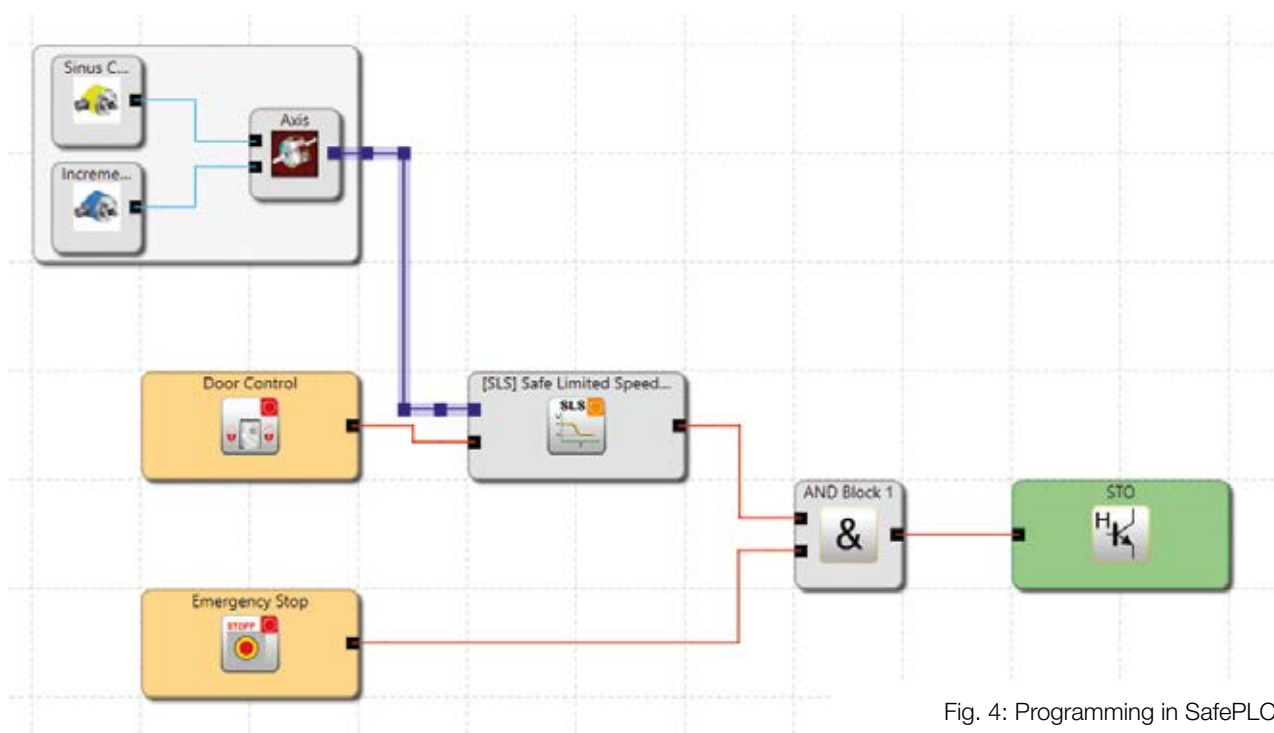 Sinus C...
Axis
Increme...
Door Control
[SLS] Safe Limited Speed...
SLS
AND Block 1
&
STO
H
Emergency Stop
STOPP
Fig. 4: Programming in SafePLC